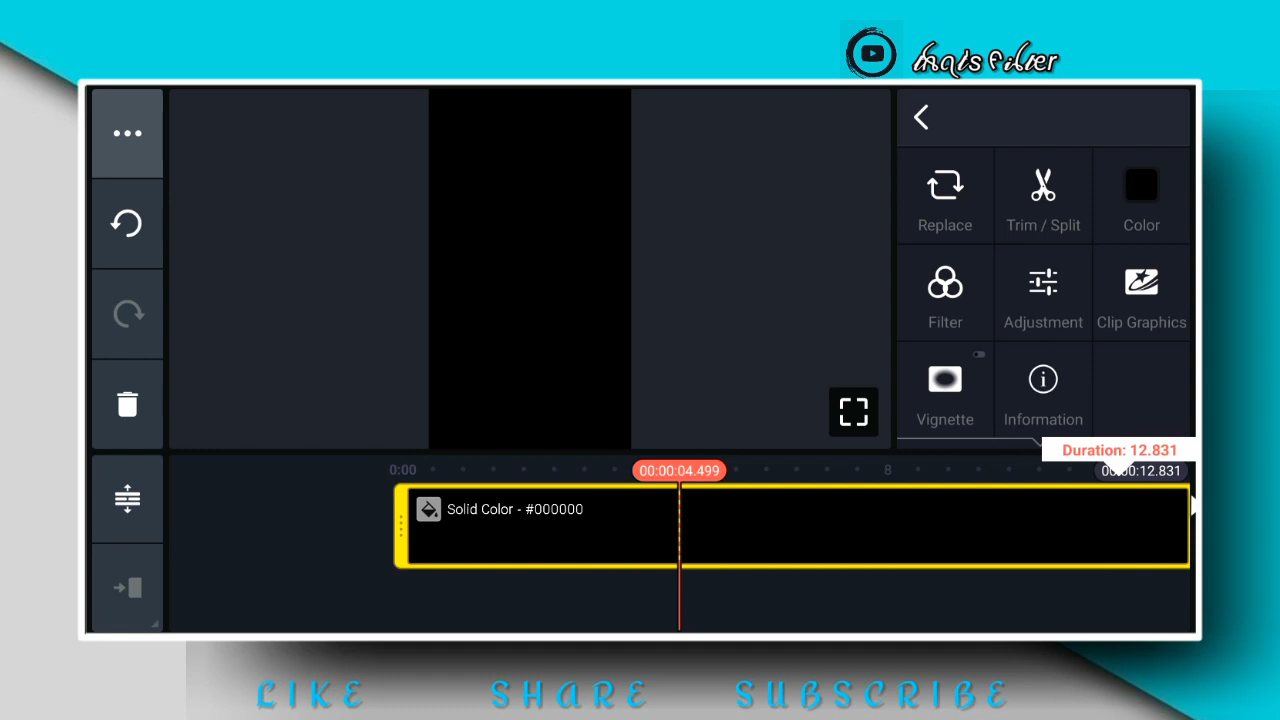 Replace
Trim / Split
Color
Filter
Adjustment
Clip Graphics
Vignette
Information
Duration: 12.831
0:00
00:00:04.499
8
00:00:12.831
Solid Color - #000000
LIKE SHARE SUBSCRIBE